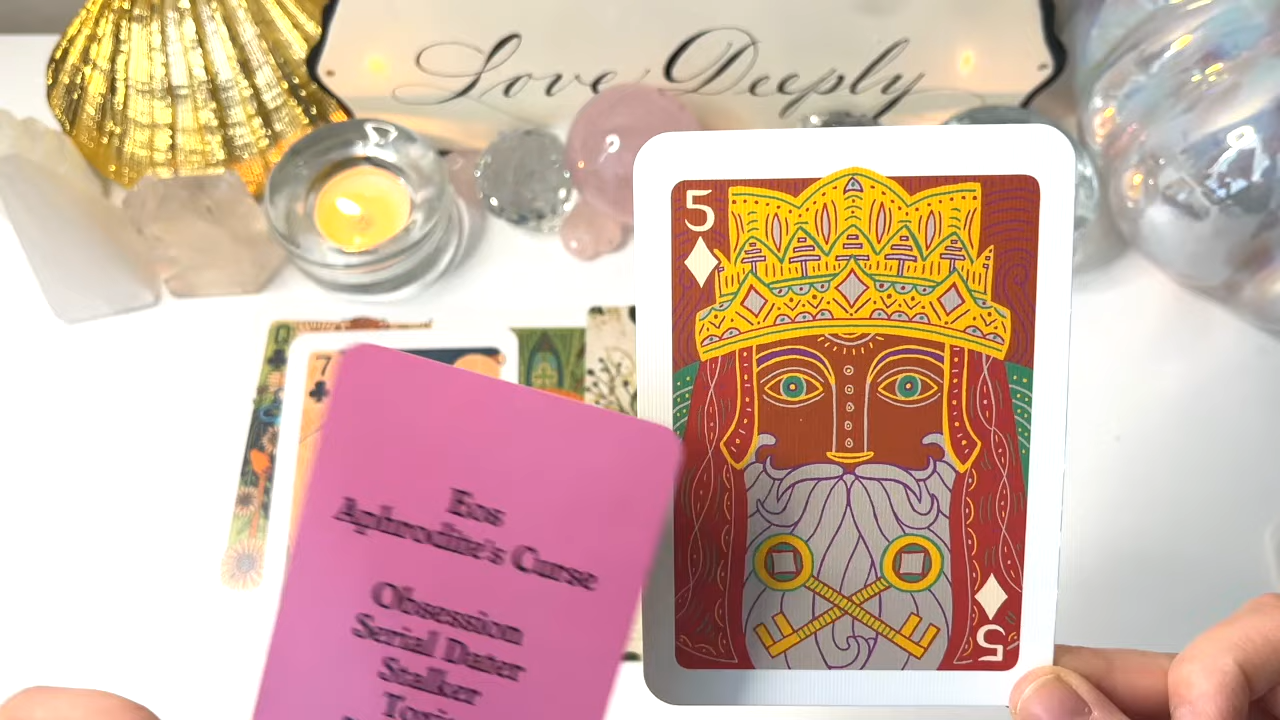 Love Deeply
5
Q
7
Eos
Aphrodite's Curse
Obsession
Serial Dater
Stalker
5